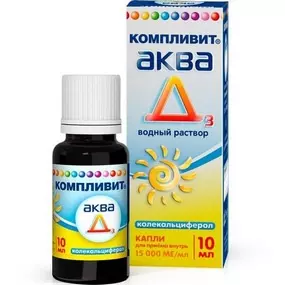 КОМПЛИВИТ®
аква
Д3
водный раствор
колекальциферол
КАПЛИ
для приема внутрь
15 000 МЕ/мл
10
мл
КОМПЛИВИТ®
аква
Д3
10
мл
колекальциферол